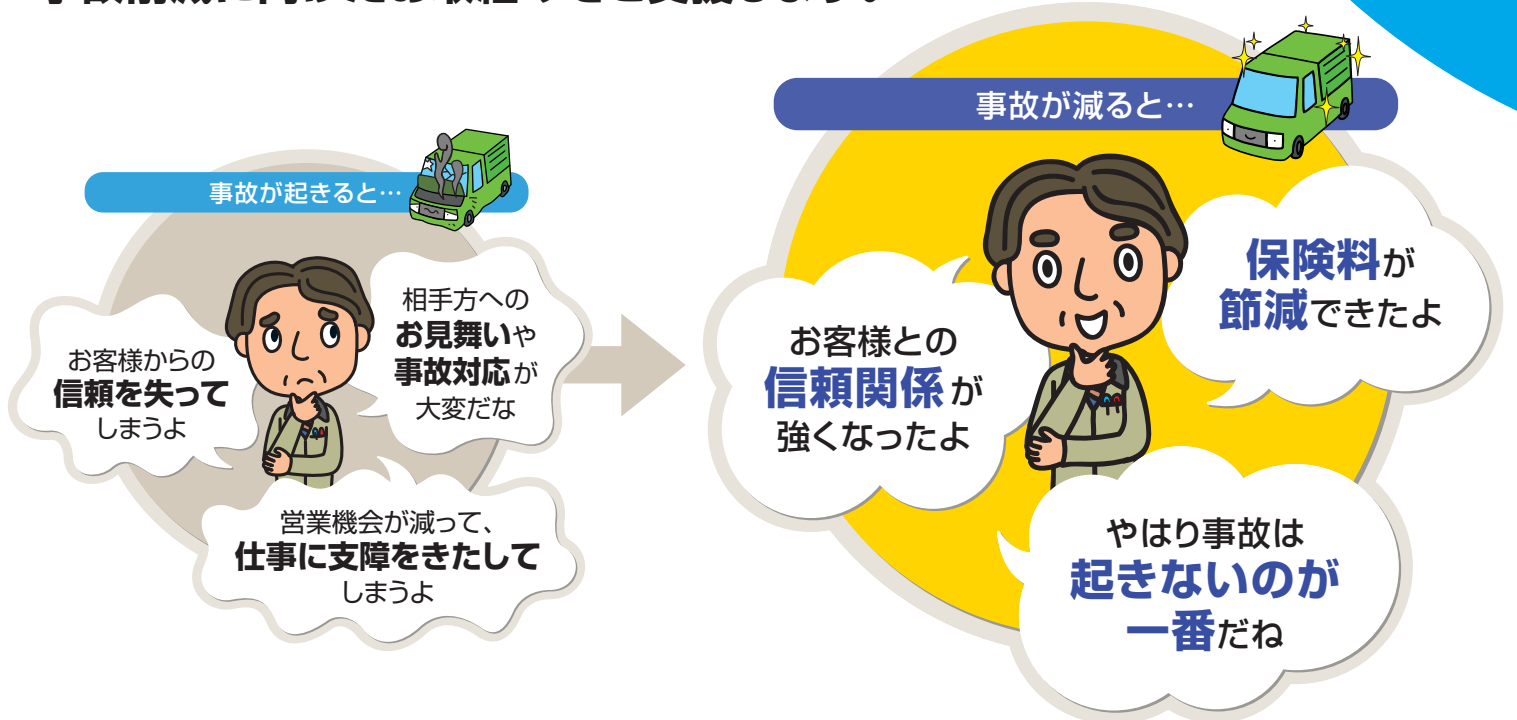 事故が起きると…
お客様からの
信頼を失って
しまうよ
相手方への
お見舞いや
事故対応が
大変だな
営業機会が減って、
仕事に支障をきたして
しまうよ
事故が減ると…
お客様との
信頼関係が
強くなったよ
保険料が
節減できたよ
やはり事故は
起きないのが
一番だね